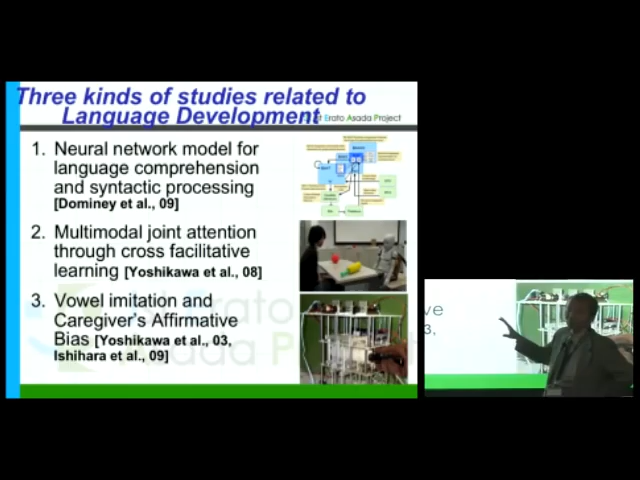 Three kinds of studies related to
Language Development
Erato Asada Project
1. Neural network model for
language comprehension
and syntactic processing
[Dominey et al., 09]
2. Multimodal joint attention
through cross facilitative
learning [Yoshikawa et al., 08]
3. Vowel imitation and
Caregiver's Affirmative
Bias [Yoshikawa et al., 03,
Ishihara et al., 09]
ve
03,